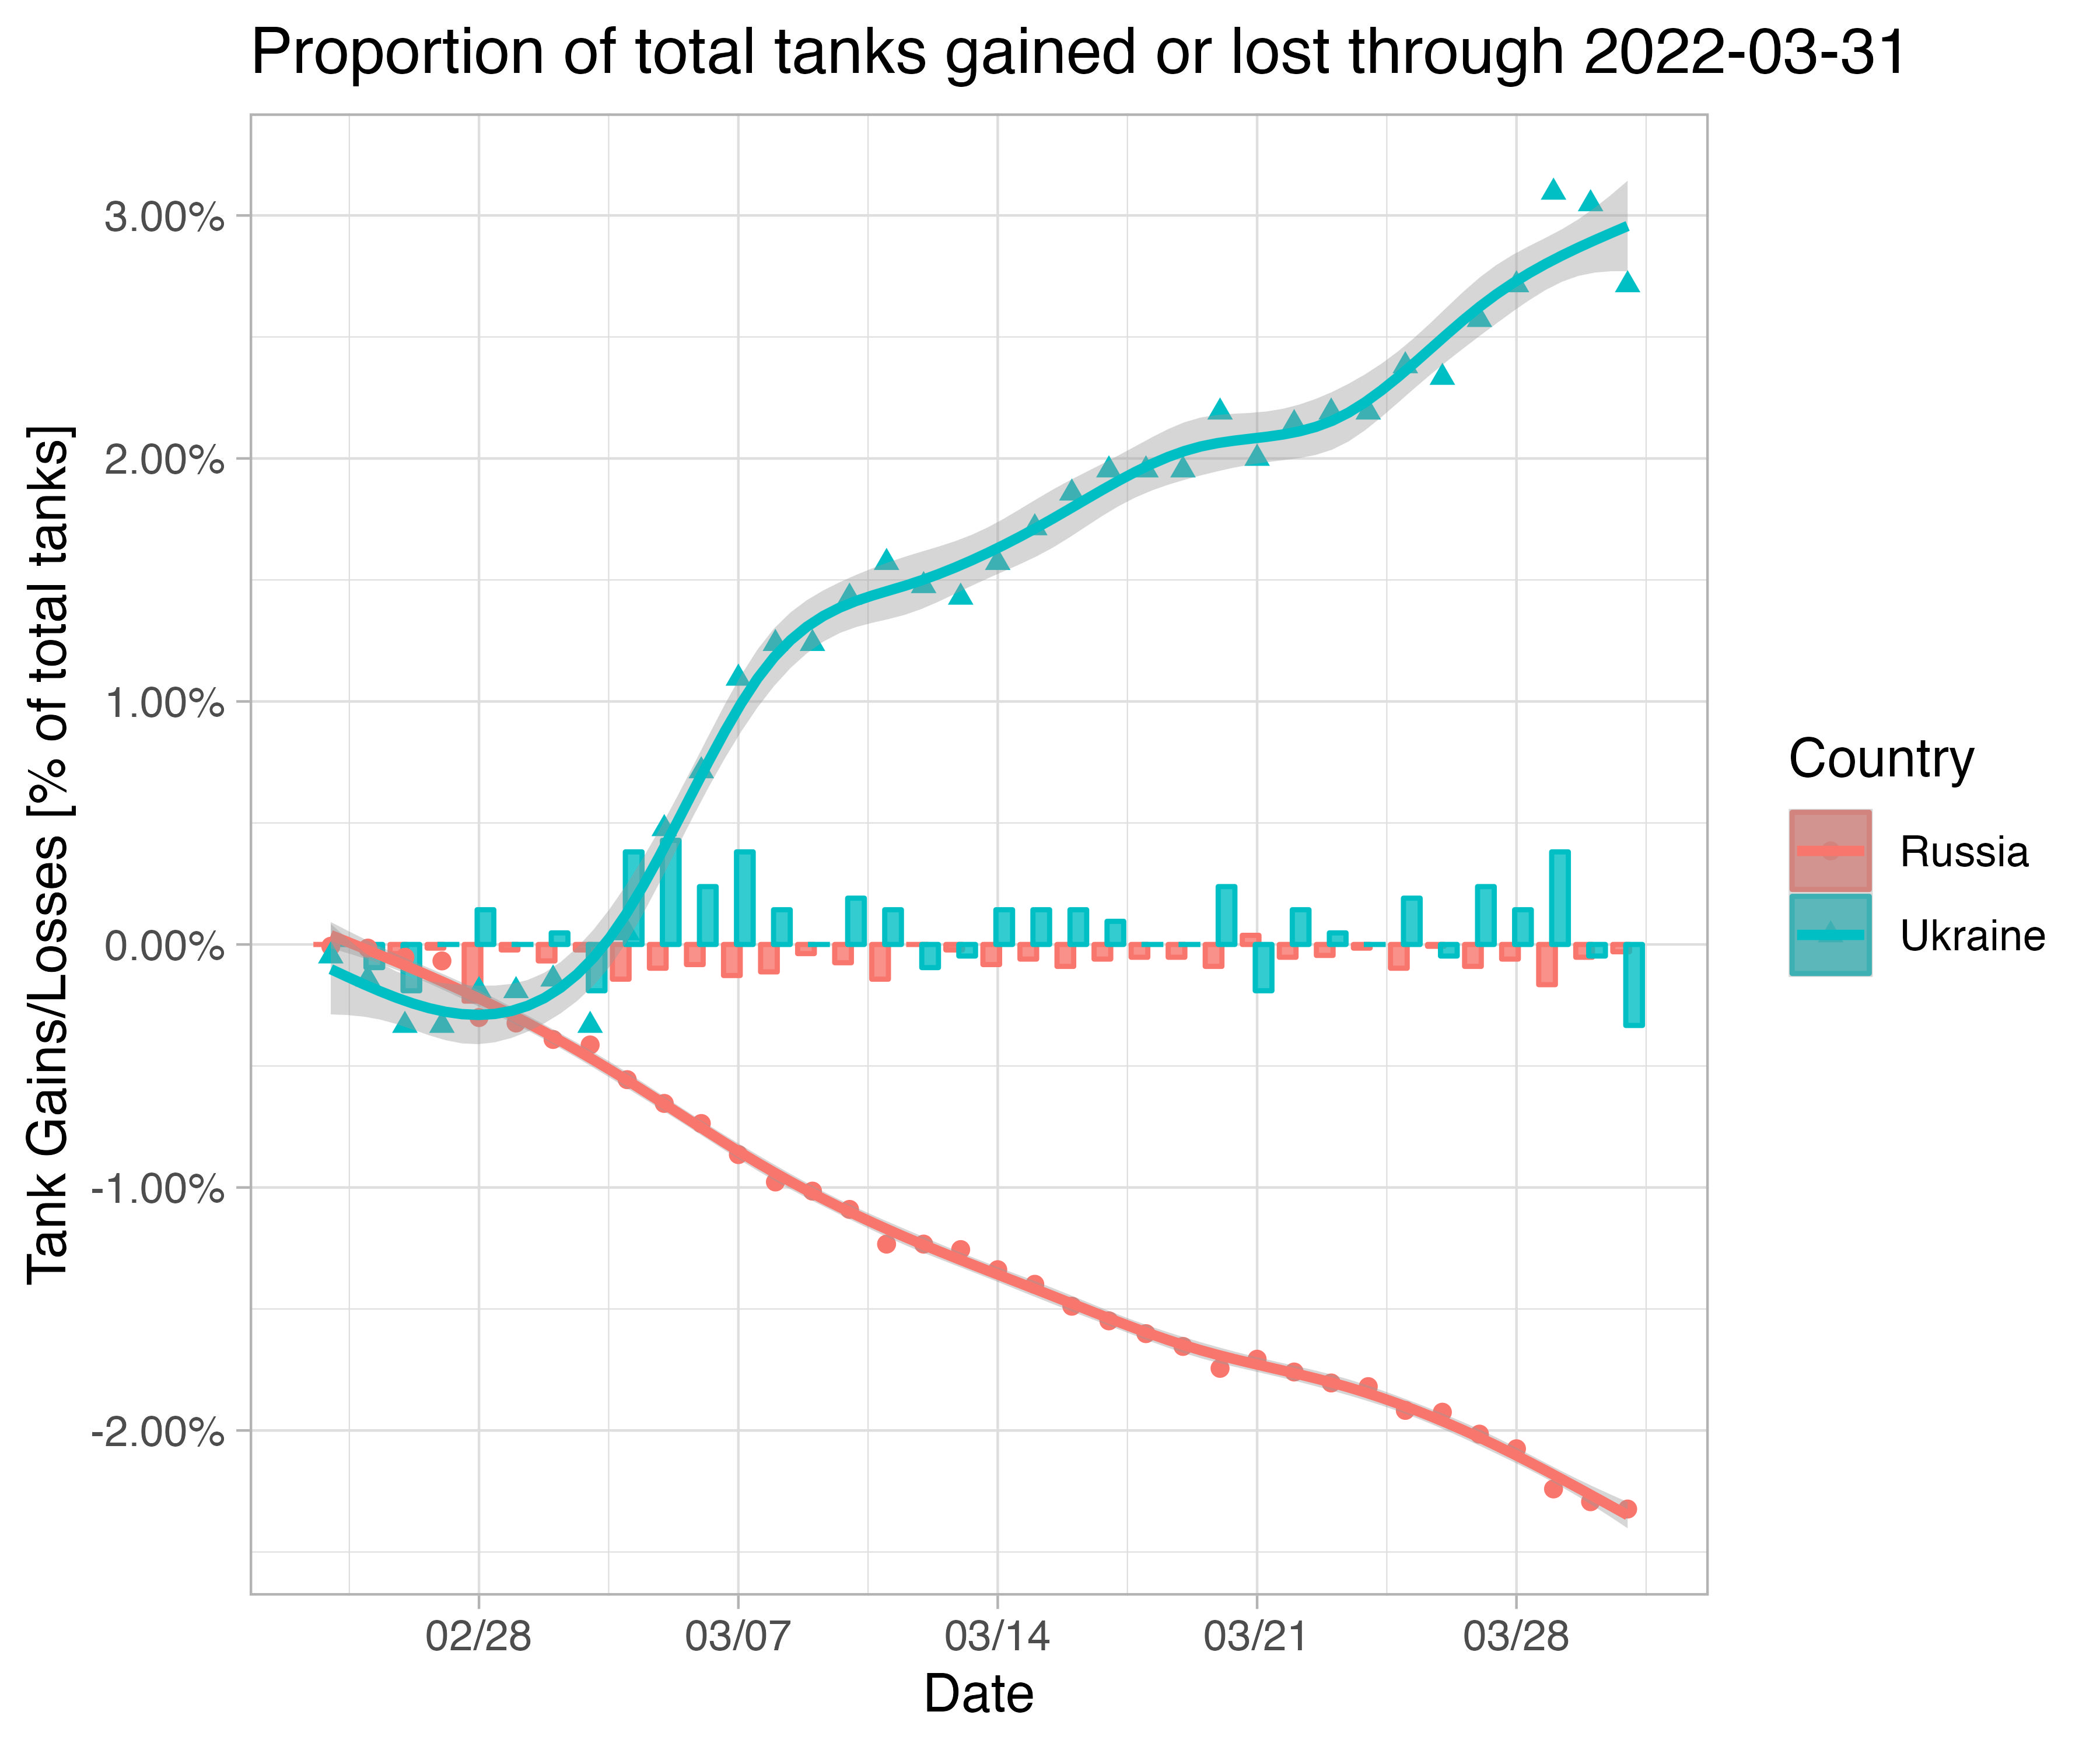 Proportion of total tanks gained or lost through 2022-03-31
Tank Gains/Losses [% of total tanks]
3.00%
2.00%
1.00%
0.00%
-1.00%
-2.00%
02/28
03/07
03/14
03/21
03/28
Date
Country
Russia
Ukraine